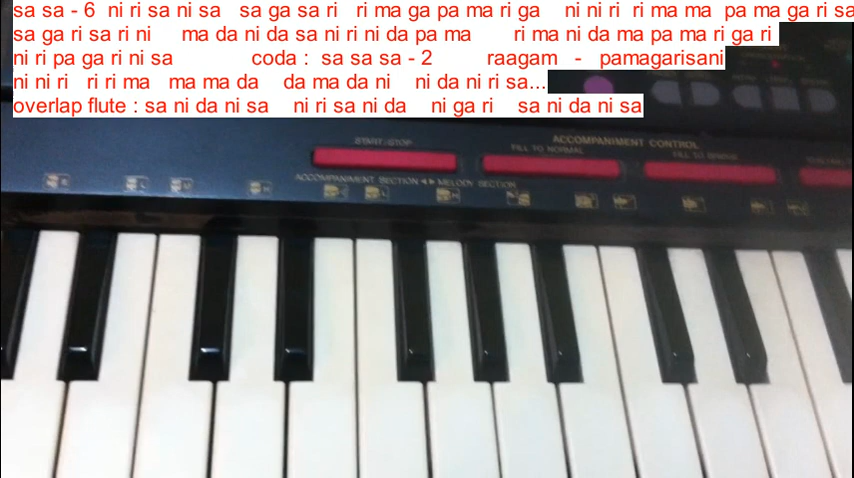 sa sa - 6 ni ri sa ni sa sa ga sa ri ri ma ga pa ma ri ga ni ni ri ri ma ma pa ma ga ri sa
sa ga ri sa ri ni ma da ni da sa ni ri ni da pa ma ri ma ni da ma pa ma ri ga ri
ni ri pa ga ri ni sa coda : sa sa sa - 2 raagam - pamagarisani
ni ni ri ri ri ma ma ma da da ma da ni ni da ni ri sa...
overlap flute : sa ni da ni sa ni ri sa ni da ni ga ri sa ni da ni sa
START/STOP
ACCOMPANIMENT CONTROL
FILL TO NORMAL
ACCOMPANIMENT SECTION ◄► MELODY SECTION